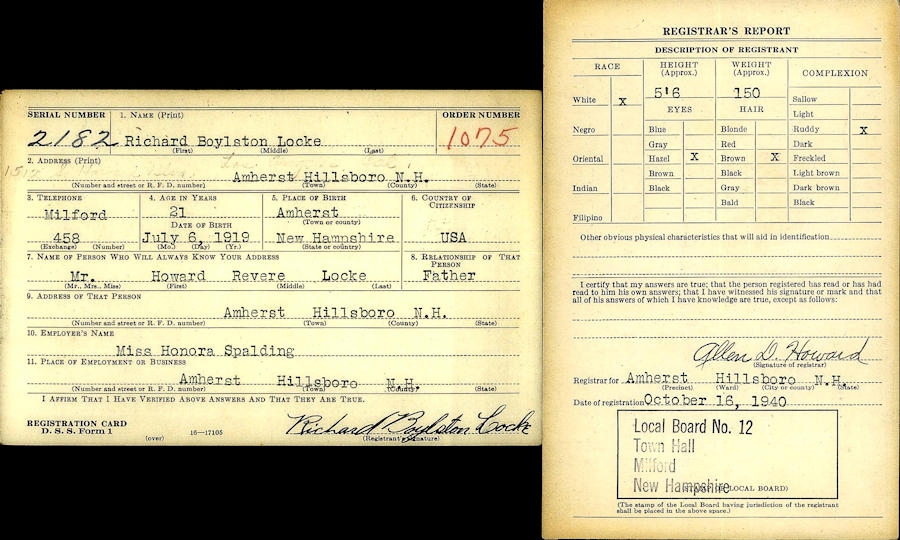 SERIAL NUMBER 1. NAME (Print) ORDER NUMBER
2182 Richard Boylston Locke 1075
(First) (Middle) (Last)
2. ADDRESS (Print)
Amherst Hillsboro N.H.
(Number and street or R. F. D. number) (Town) (County) (State)
3. TELEPHONE 4. AGE IN YEARS 5. PLACE OF BIRTH 6. COUNTRY OF CITIZENSHIP
Milford 21 Amherst
DATE OF BIRTH (Town or county)
458 July 6, 1919 New Hampshire USA
(Exchange) (Number) (Mo.) (Day) (Yr.) (State or country)
7. NAME OF PERSON WHO WILL ALWAYS KNOW YOUR ADDRESS 8. RELATIONSHIP OF THAT PERSON
Mr. Howard Revere Locke Father
(Mr., Mrs., Miss) (First) (Middle) (Last)
9. ADDRESS OF THAT PERSON
Amherst Hillsboro N.H.
(Number and street or R. F. D. number) (Town) (County) (State)
10. EMPLOYER'S NAME
Miss Honora Spalding
11. PLACE OF EMPLOYMENT OR BUSINESS
Amherst Hillsboro N.H.
(Number and street or R. F. D. number) (Town) (County) (State)
I AFFIRM THAT I HAVE VERIFIED ABOVE ANSWERS AND THAT THEY ARE TRUE.
REGISTRATION CARD
D. S. S. Form 1 16—17105 Richard Boylston Locke
(over) (Registrant's signature)
REGISTRAR'S REPORT
DESCRIPTION OF REGISTRANT
RACE HEIGHT (Approx.) WEIGHT (Approx.) COMPLEXION
White x 5'6 150 Sallow
EYES HAIR Light
Negro Blue Blonde Ruddy x
Gray Red Dark
Oriental Hazel x Brown x Freckled
Brown Black Light brown
Indian Black Gray Dark brown
Bald Black
Filipino
Other obvious physical characteristics that will aid in identification
I certify that my answers are true; that the person registered has read or has had
read to him his own answers; that I have witnessed his signature or mark and that
all of his answers of which I have knowledge are true, except as follows:
Allen D. Howard
(Signature of registrar)
Registrar for Amherst Hillsboro N.H.
(Precinct) (Ward) (City or county) (State)
Date of registration October 16, 1940
Local Board No. 12
Town Hall
Milford
New Hampshire
(STAMP OF LOCAL BOARD)
(The stamp of the Local Board having jurisdiction of the registrant
shall be placed in the above space.)